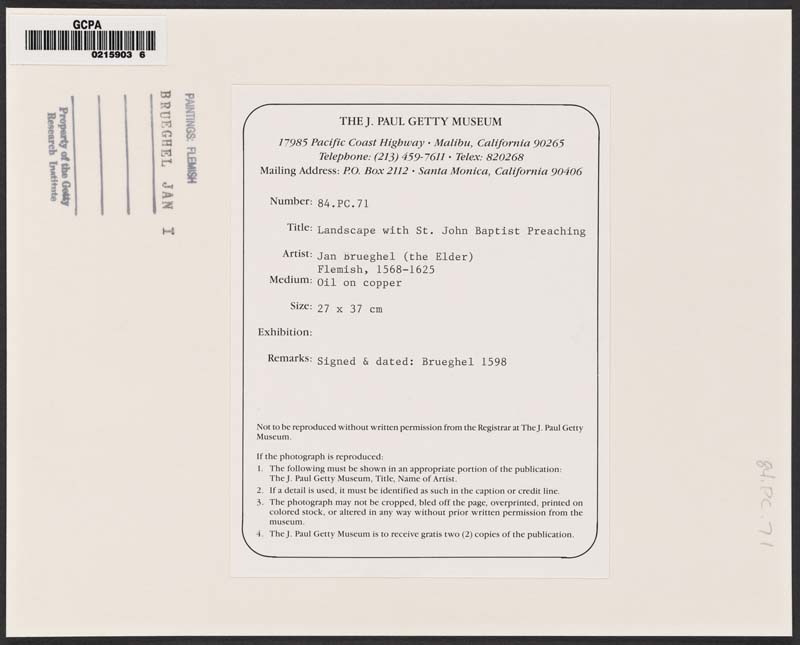 GCPA
0215903 6
PAINTINGS: FLEMISH
BRUEGHEL JAN I
Property of the Getty
Research Institute
THE J. PAUL GETTY MUSEUM
17985 Pacific Coast Highway · Malibu, California 90265
Telephone: (213) 459-7611 · Telex: 820268
Mailing Address: P.O. Box 2112 · Santa Monica, California 90406
Number: 84.PC.71
Title: Landscape with St. John Baptist Preaching
Artist: Jan Brueghel (the Elder)
Flemish, 1568-1625
Medium: Oil on copper
Size: 27 x 37 cm
Exhibition:
Remarks: Signed & dated: Brueghel 1598
Not to be reproduced without written permission from the Registrar at The J. Paul Getty
Museum.
If the photograph is reproduced:
1. The following must be shown in an appropriate portion of the publication:
The J. Paul Getty Museum, Title, Name of Artist.
2. If a detail is used, it must be identified as such in the caption or credit line.
3. The photograph may not be cropped, bled off the page, overprinted, printed on
colored stock, or altered in any way without prior written permission from the
museum.
4. The J. Paul Getty Museum is to receive gratis two (2) copies of the publication.
84.PC.71